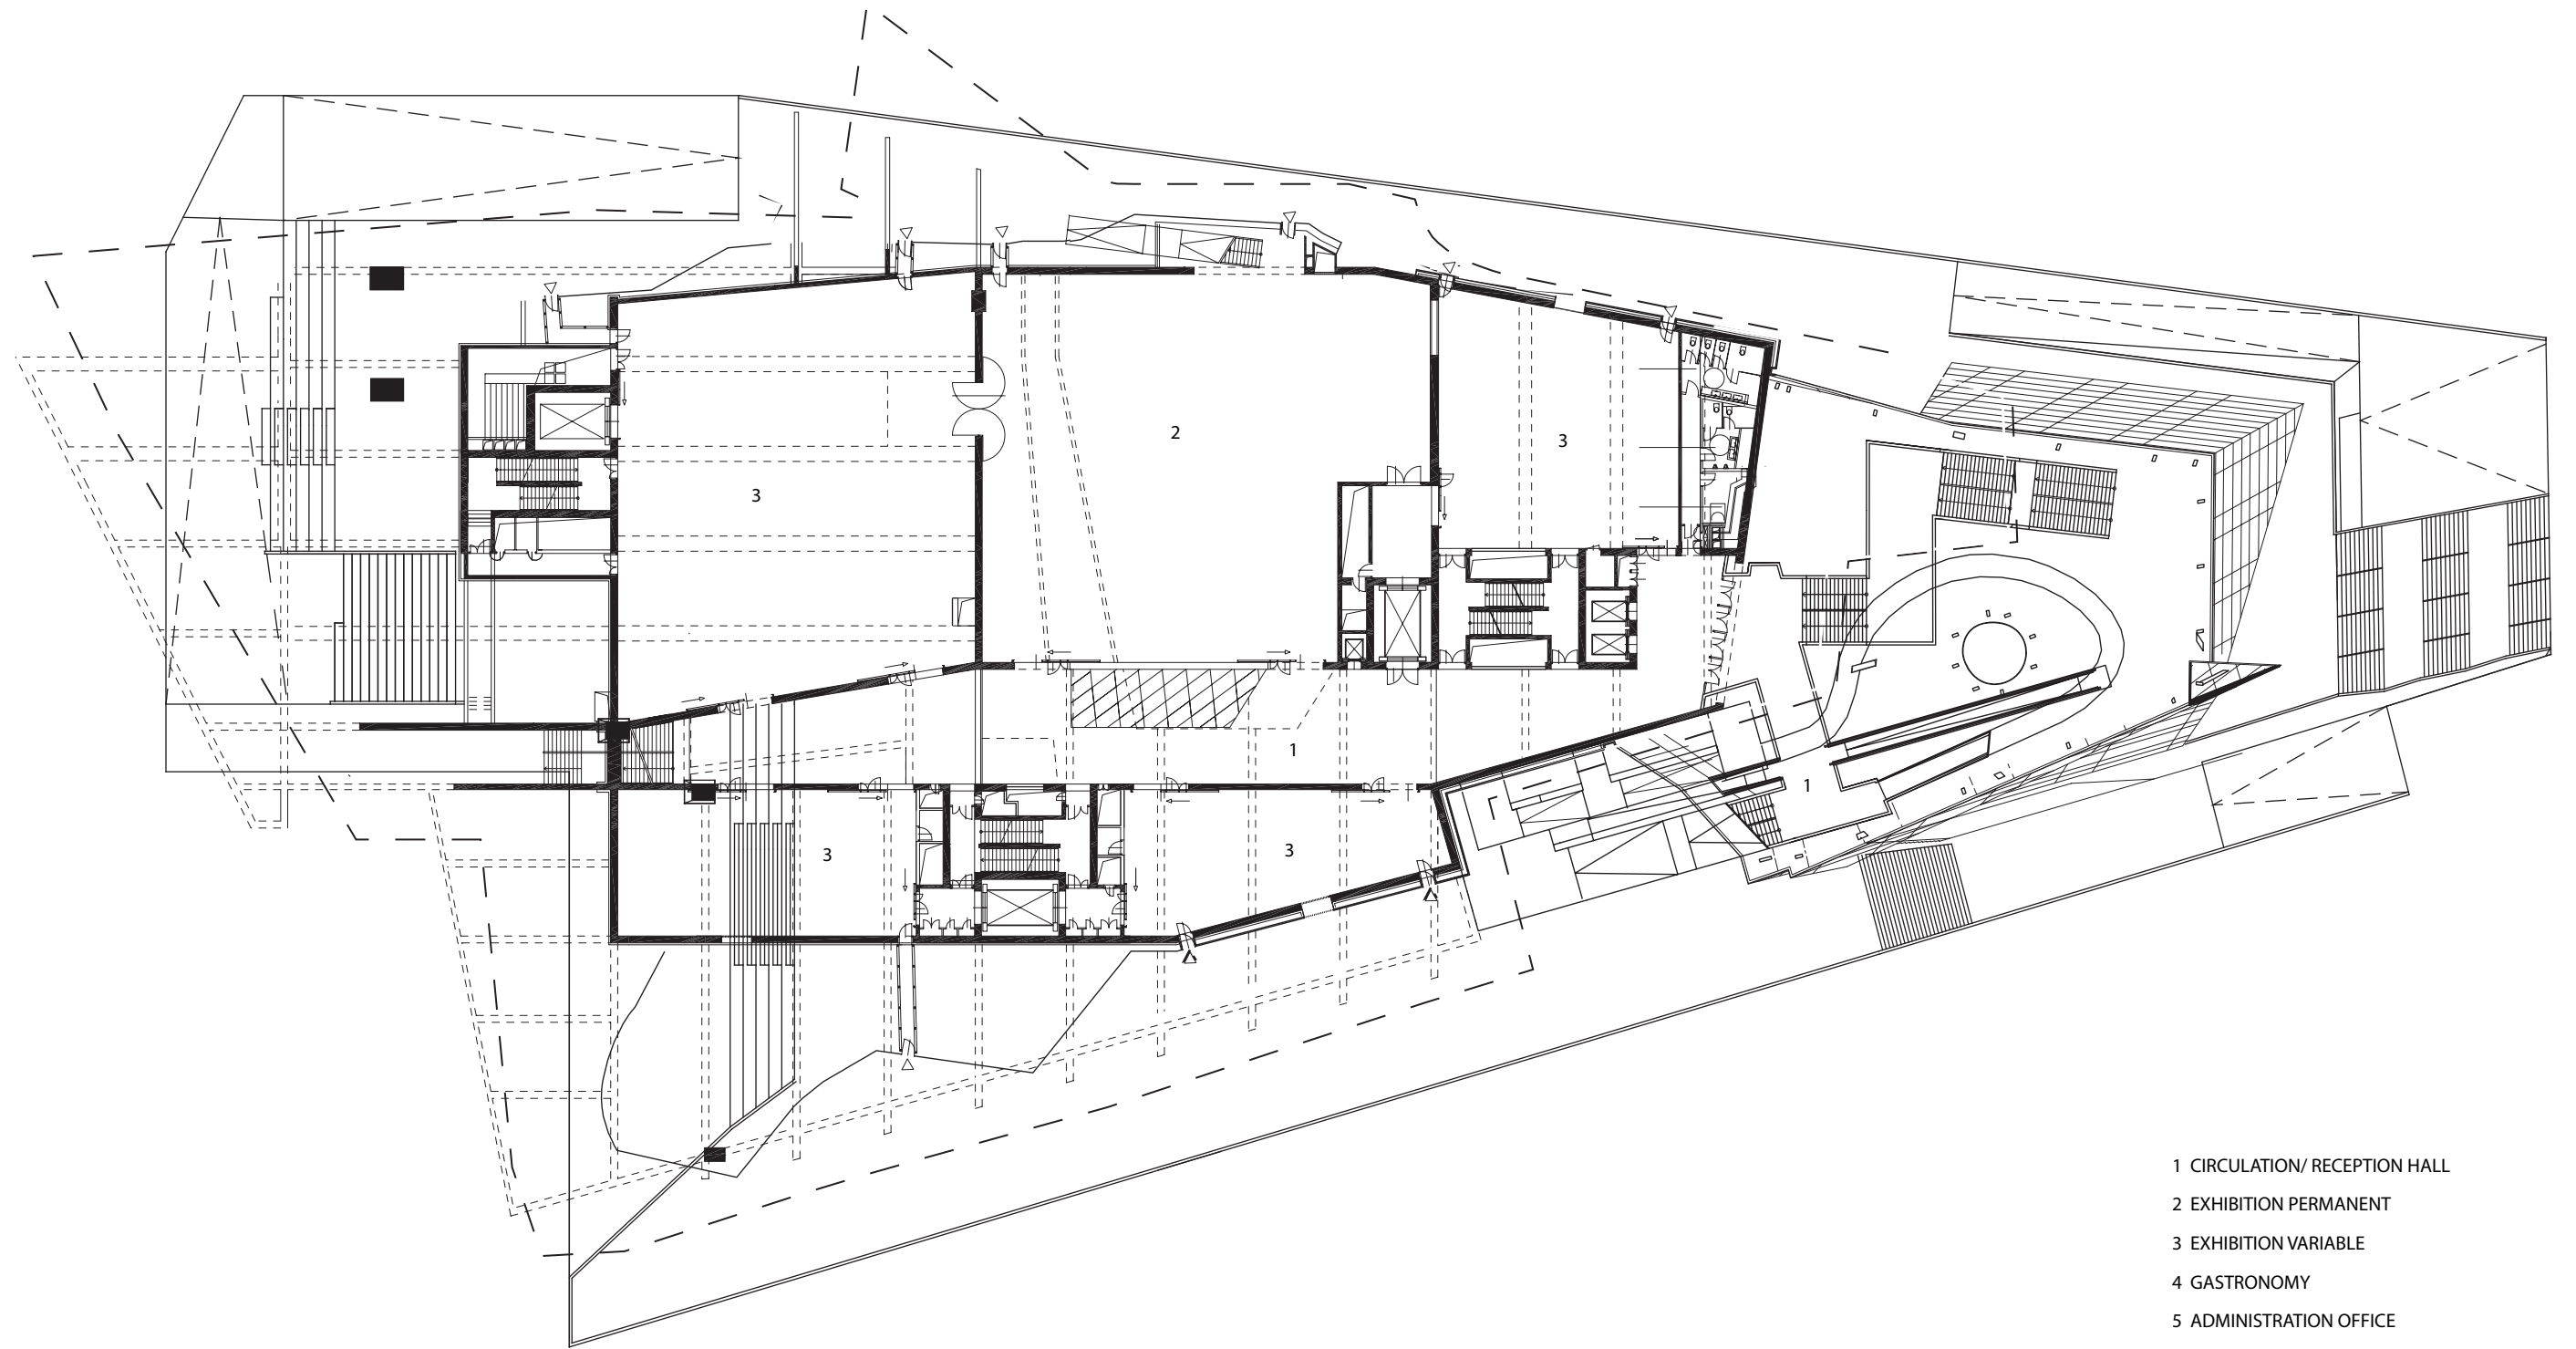 2
3
3
1
1
3
3
1 CIRCULATION/ RECEPTION HALL
2 EXHIBITION PERMANENT
3 EXHIBITION VARIABLE
4 GASTRONOMY
5 ADMINISTRATION OFFICE